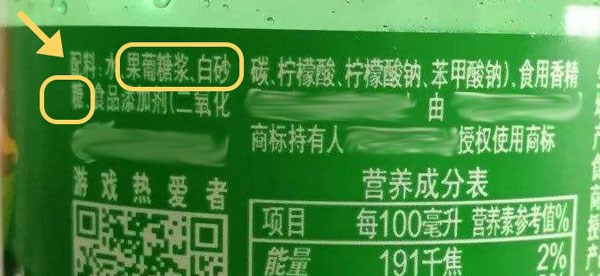 配料:水、果葡糖浆、白砂
糖、食品添加剂(二氧化
碳、柠檬酸、柠檬酸钠、苯甲酸钠)、食用香精
由
商标持有人
授权使用商标
游戏热爱者
营养成分表
项目 每100毫升 营养素参考值%
能量 191千焦 2%